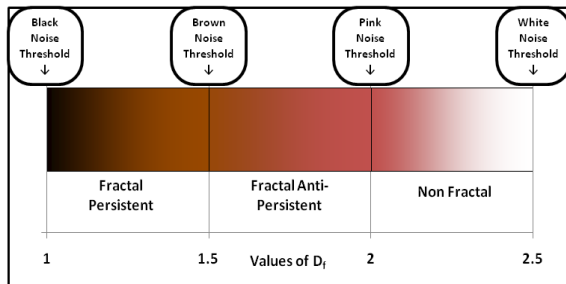 Black
Noise
Threshold
↓
Brown
Noise
Threshold
↓
Pink
Noise
Threshold
↓
White
Noise
Threshold
↓
Fractal
Persistent
Fractal Anti-
Persistent
Non Fractal
1
1.5
Values of D_f
2
2.5